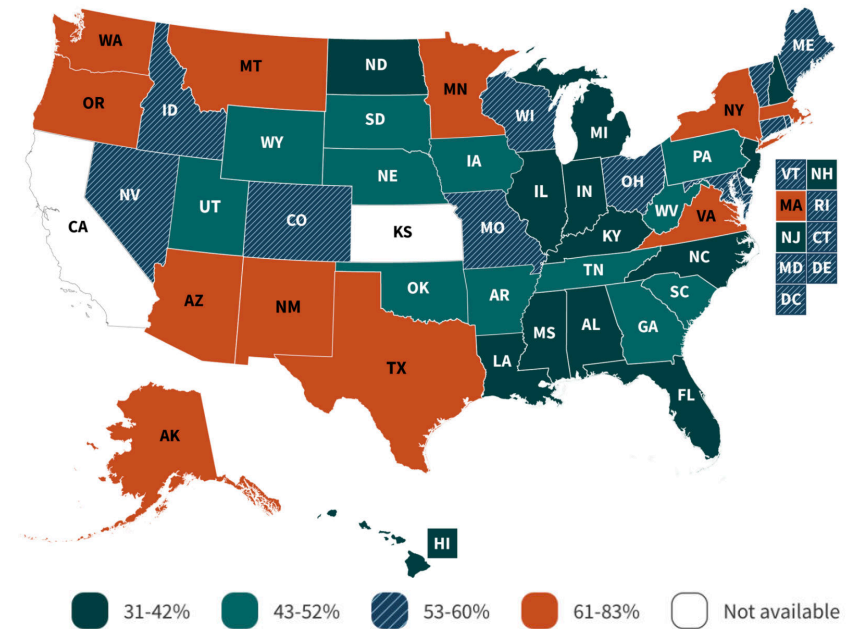 WA
MT
ND
MN
ME
OR
ID
SD
WI
NY
MI
WY
IA
PA
NE
NV
UT
CO
IL
IN
OH
WV
VA
CA
KS
MO
KY
NC
TN
AZ
NM
OK
AR
SC
MS
AL
GA
TX
LA
FL
AK
HI
VT NH
MA RI
NJ CT
MD DE
DC
31-42% 43-52% 53-60% 61-83% Not available